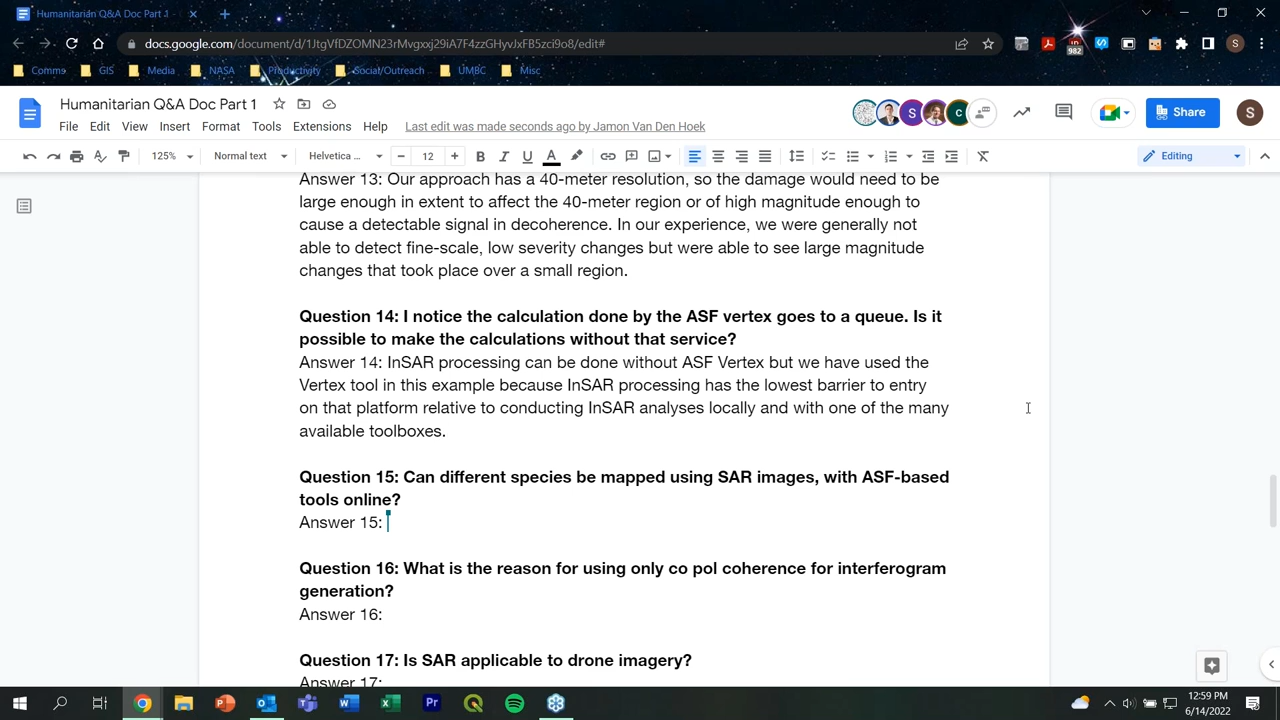 Humanitarian Q&A Doc Part 1
docs.google.com/document/d/1JtgVfDZOMN23rMvgxxj29iA7F4zzGHyvJxFB5zci9o8/edit#
982
S
Comms
GIS
Media
NASA
Productivity
Social/Outreach
UMBC
Misc
Humanitarian Q&A Doc Part 1
S
C
Share
S
File
Edit
View
Insert
Format
Tools
Extensions
Help
Last edit was made seconds ago by Jamon Van Den Hoek
125%
Normal text
Helvetica ...
12
B
I
U
A
Editing
Answer 13: Our approach has a 40-meter resolution, so the damage would need to be
large enough in extent to affect the 40-meter region or of high magnitude enough to
cause a detectable signal in decoherence. In our experience, we were generally not
able to detect fine-scale, low severity changes but were able to see large magnitude
changes that took place over a small region.
Question 14: I notice the calculation done by the ASF vertex goes to a queue. Is it
possible to make the calculations without that service?
Answer 14: InSAR processing can be done without ASF Vertex but we have used the
Vertex tool in this example because InSAR processing has the lowest barrier to entry
on that platform relative to conducting InSAR analyses locally and with one of the many
available toolboxes.
Question 15: Can different species be mapped using SAR images, with ASF-based
tools online?
Answer 15:
Question 16: What is the reason for using only co pol coherence for interferogram
generation?
Answer 16:
Question 17: Is SAR applicable to drone imagery?
Answer 17:
12:59 PM
6/14/2022